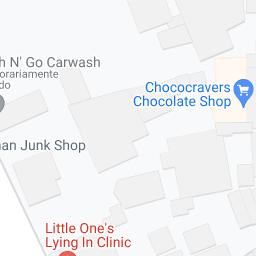 h N' Go Carwash
orariamente
do
Chococravers
Chocolate Shop
nan Junk Shop
Little One's
Lying In Clinic